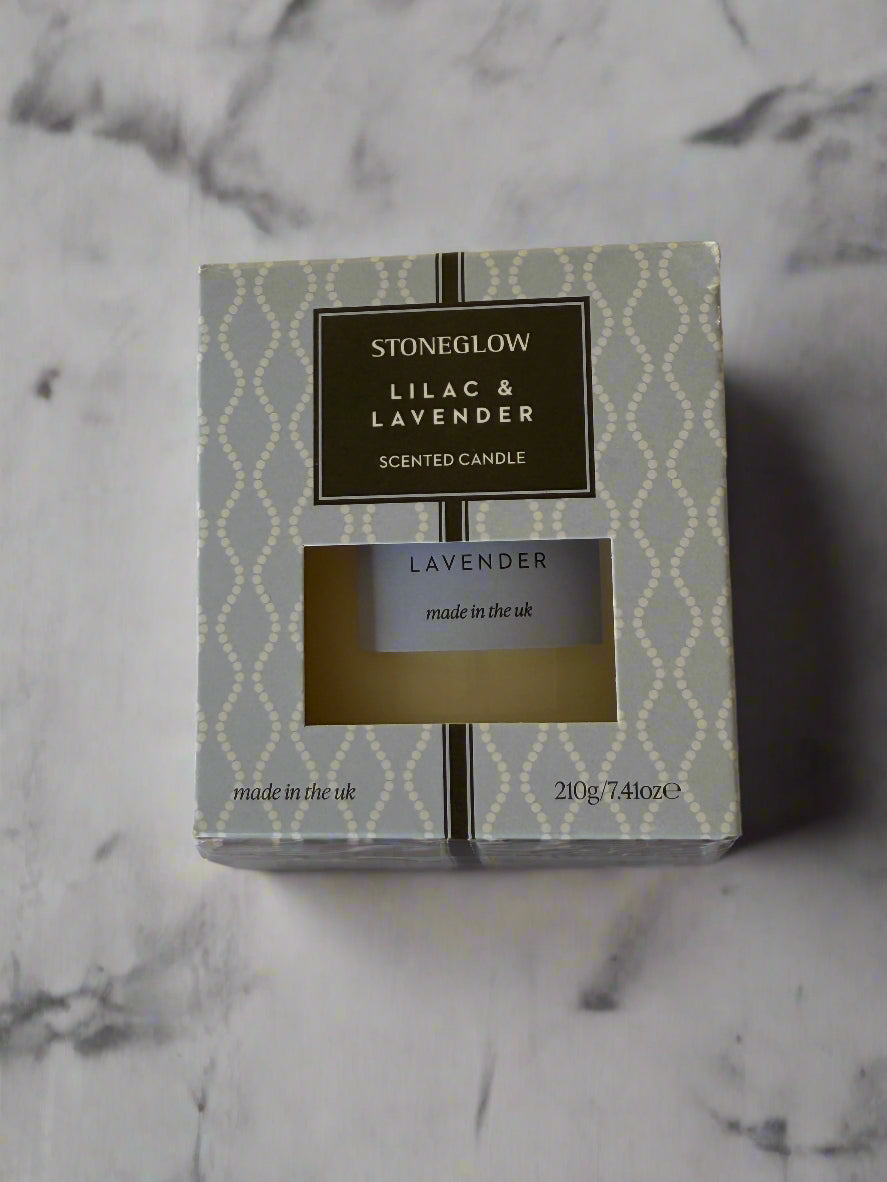 STONEGLOW
LILAC &
LAVENDER
SCENTED CANDLE
LAVENDER
made in the uk
made in the uk
210g/7.41oz℮